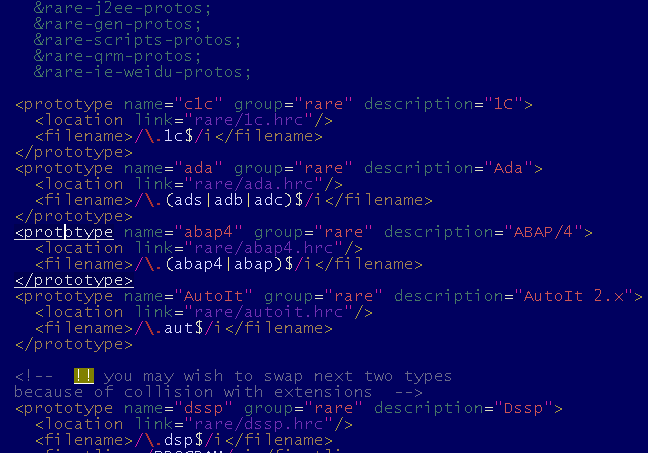 &rare-j2ee-protos;
&rare-gen-protos;
&rare-scripts-protos;
&rare-qrm-protos;
&rare-ie-weidu-protos;
<prototype name="c1c" group="rare" description="1C">
<location link="rare/1c.hrc"/>
<filename>/\.1c$/i</filename>
</prototype>
<prototype name="ada" group="rare" description="Ada">
<location link="rare/ada.hrc"/>
<filename>/\.(ads|adb|adc)$/i</filename>
</prototype>
<prototype name="abap4" group="rare" description="ABAP/4">
<location link="rare/abap4.hrc"/>
<filename>/\.(abap4|abap)$/i</filename>
</prototype>
<prototype name="AutoIt" group="rare" description="AutoIt 2.x">
<location link="rare/autoit.hrc"/>
<filename>/\.aut$/i</filename>
</prototype>
<!-- !! you may wish to swap next two types
because of collision with extensions -->
<prototype name="dssp" group="rare" description="Dssp">
<location link="rare/dssp.hrc"/>
<filename>/\.dsp$/i</filename>